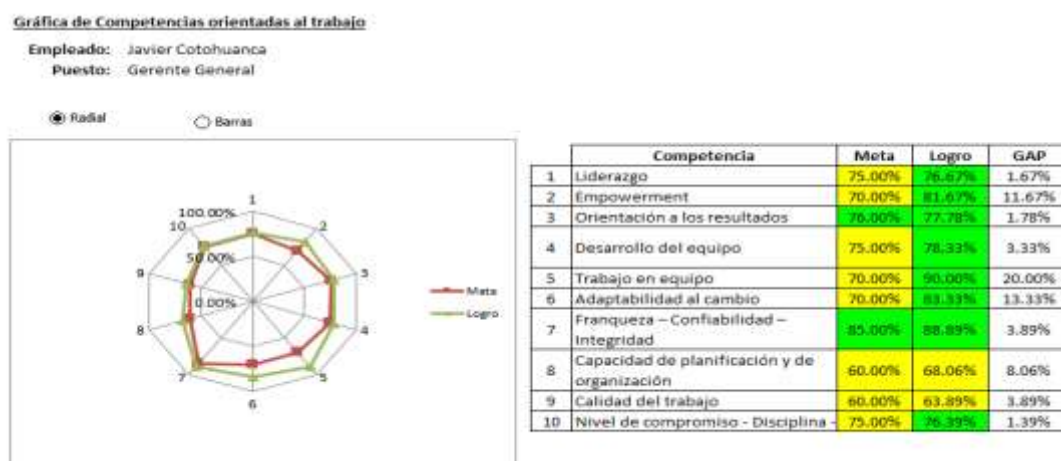 Gráfica de Competencias orientadas al trabajo
Empleado: Javier Cotohuanca
Puesto: Gerente General
Radial
Barras
1
2
3
4
5
6
7
8
9
10
100.00%
50.00%
0.00%
Meta
Logro
Competencia Meta Logro GAP
1 Liderazgo 75.00% 76.67% 1.67%
2 Empowerment 70.00% 81.67% 11.67%
3 Orientación a los resultados 76.00% 77.78% 1.78%
4 Desarrollo del equipo 75.00% 78.33% 3.33%
5 Trabajo en equipo 70.00% 90.00% 20.00%
6 Adaptabilidad al cambio 70.00% 83.33% 13.33%
7 Franqueza – Confiabilidad –
Integridad 85.00% 88.89% 3.89%
8 Capacidad de planificación y de
organización 60.00% 68.06% 8.06%
9 Calidad del trabajo 60.00% 63.89% 3.89%
10 Nivel de compromiso - Disciplina - 75.00% 76.39% 1.39%